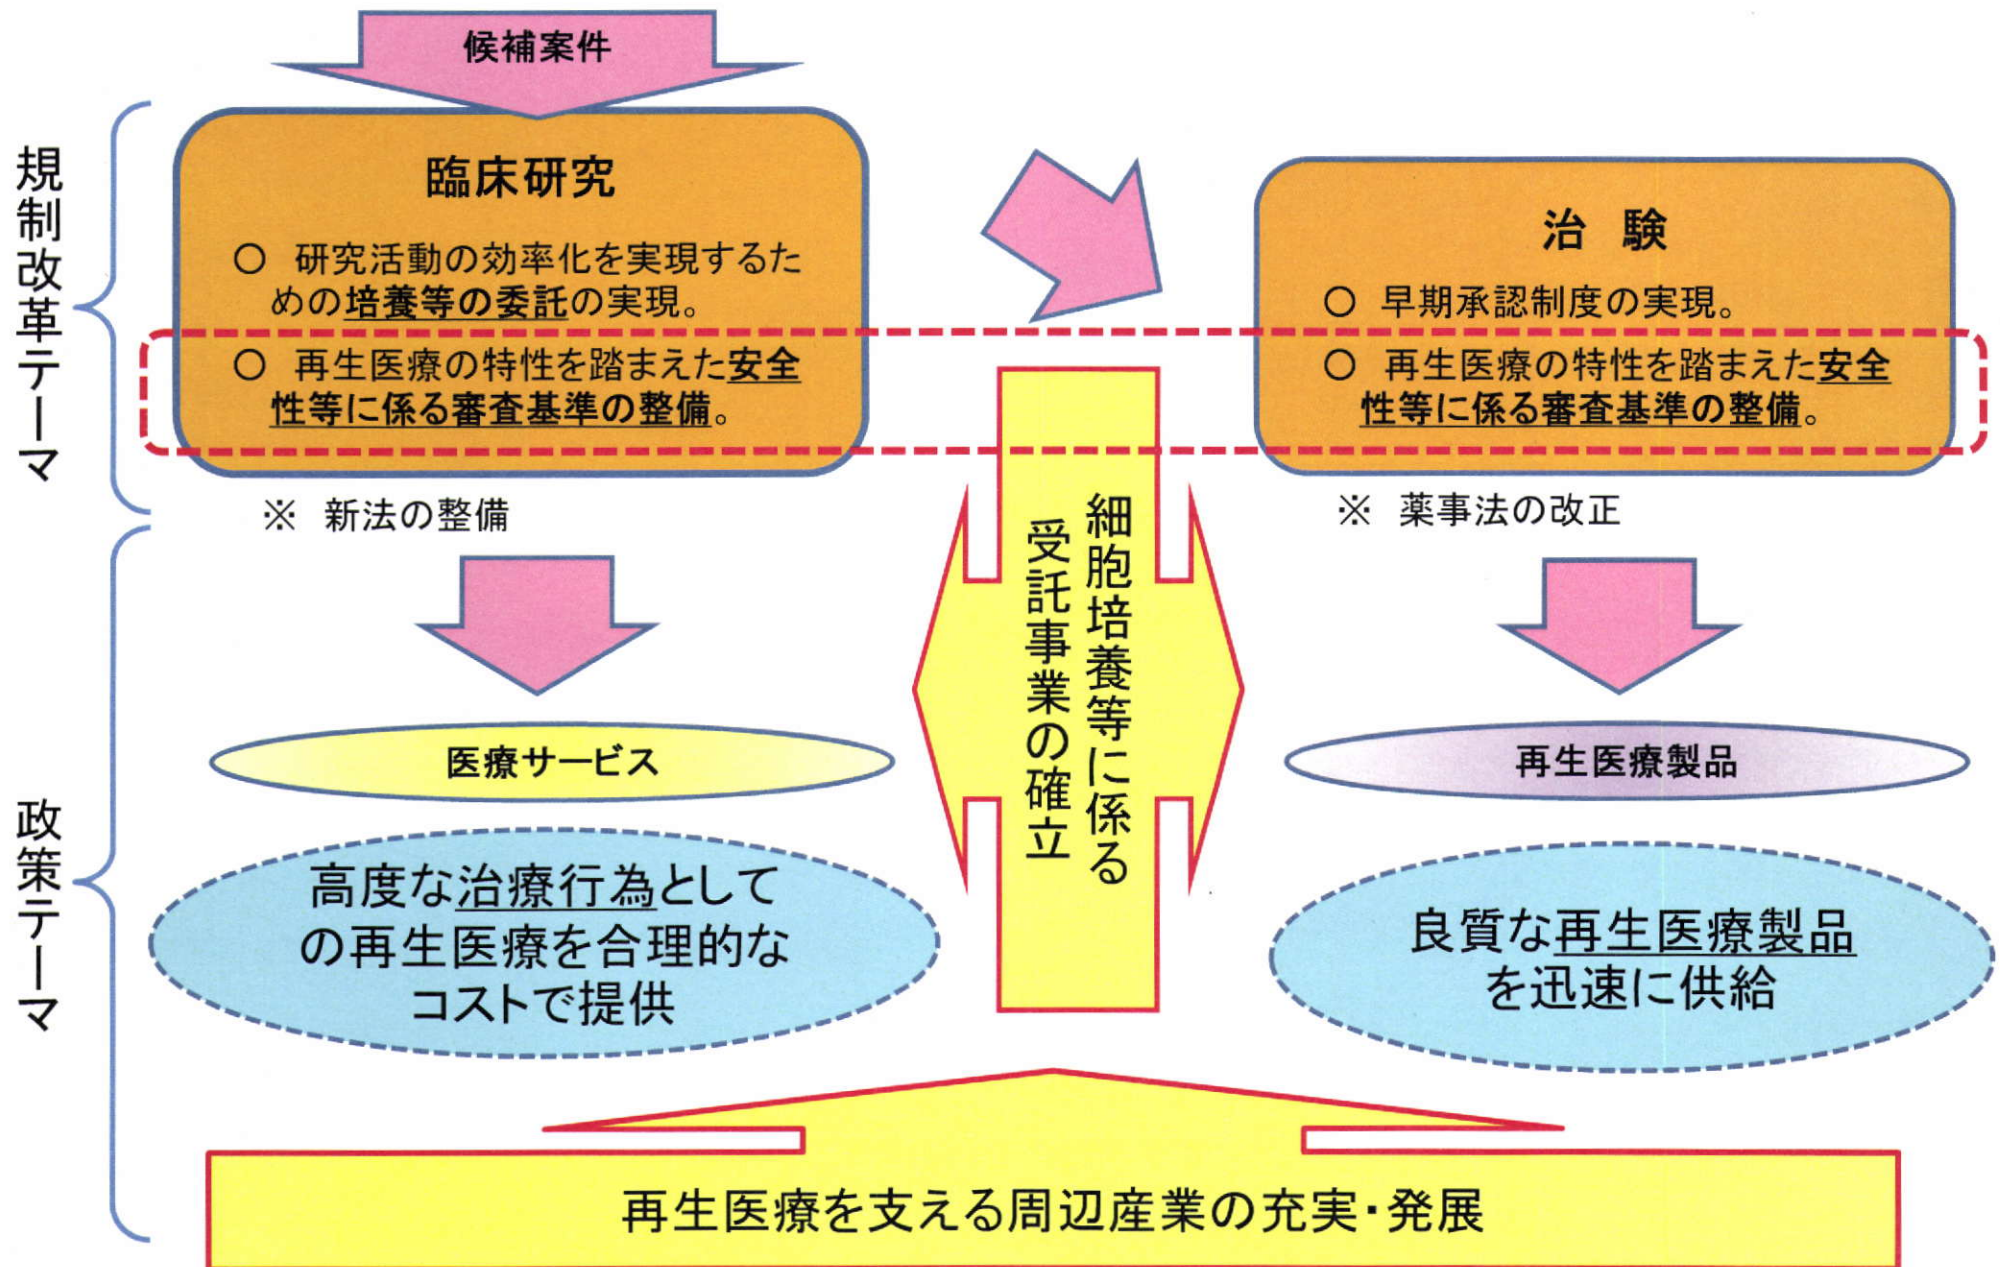 候補案件
規制改革テーマ
臨床研究
○ 研究活動の効率化を実現するた
めの培養等の委託の実現。
○ 再生医療の特性を踏まえた安全
性等に係る審査基準の整備。
※ 新法の整備
治 験
○ 早期承認制度の実現。
○ 再生医療の特性を踏まえた安全
性等に係る審査基準の整備。
※ 薬事法の改正
細胞培養等に係る
受託事業の確立
政策テーマ
医療サービス
高度な治療行為として
の再生医療を合理的な
コストで提供
再生医療製品
良質な再生医療製品
を迅速に供給
再生医療を支える周辺産業の充実・発展